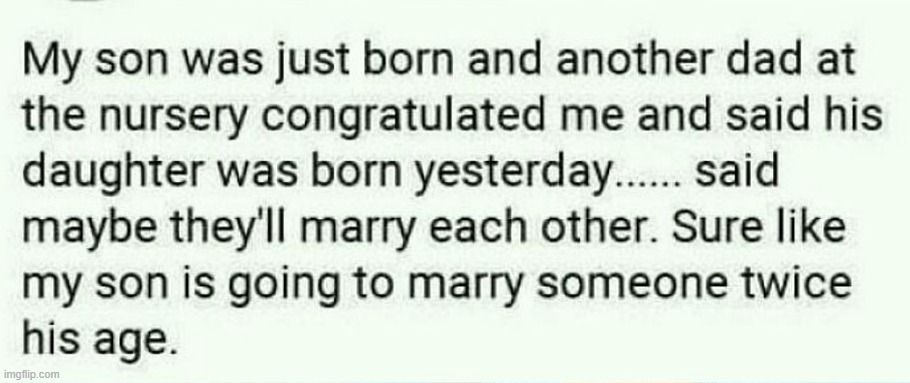 My son was just born and another dad at
the nursery congratulated me and said his
daughter was born yesterday...... said
maybe they'll marry each other. Sure like
my son is going to marry someone twice
his age.
imgflip.com